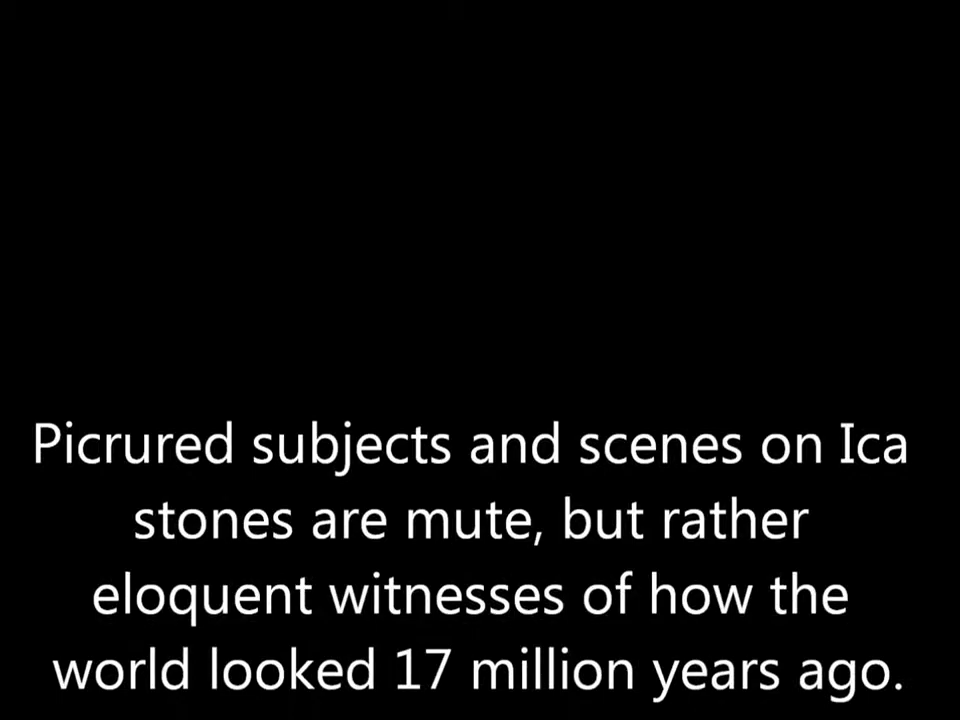 Picrured subjects and scenes on Ica
stones are mute, but rather
eloquent witnesses of how the
world looked 17 million years ago.